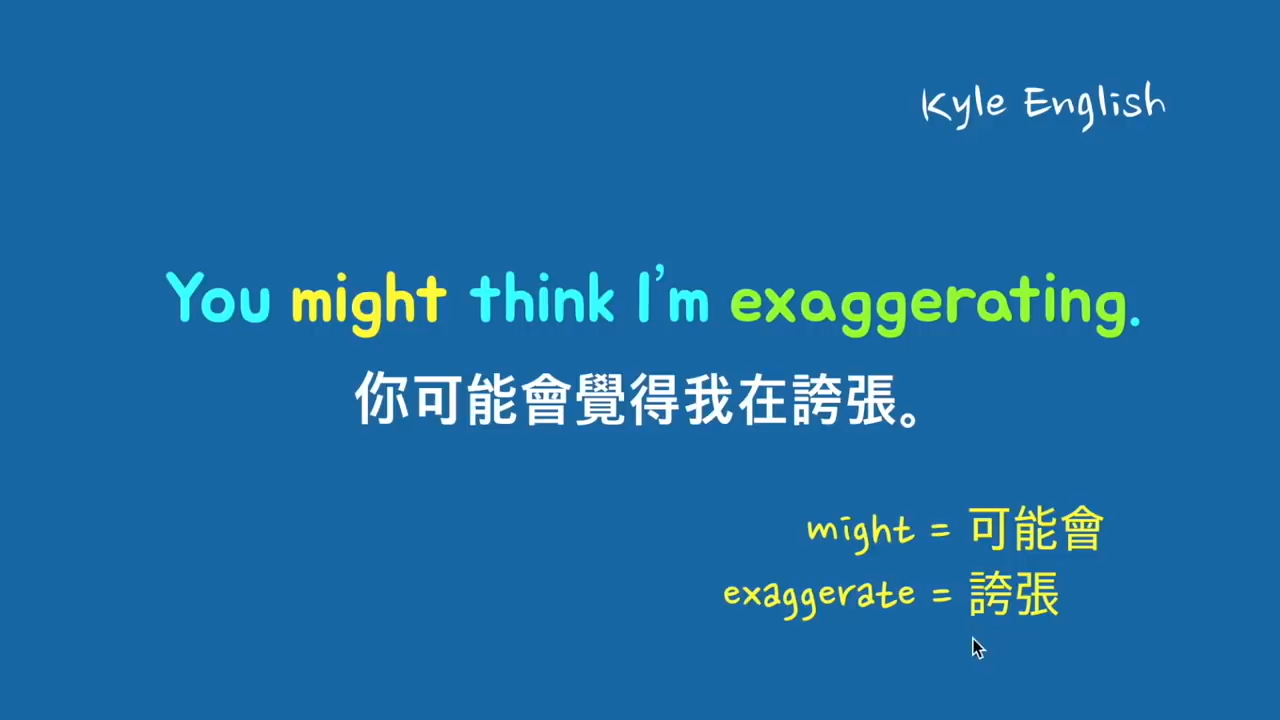 Kyle English
You might think I'm exaggerating.
你可能會覺得我在誇張。
might = 可能會
exaggerate = 誇張